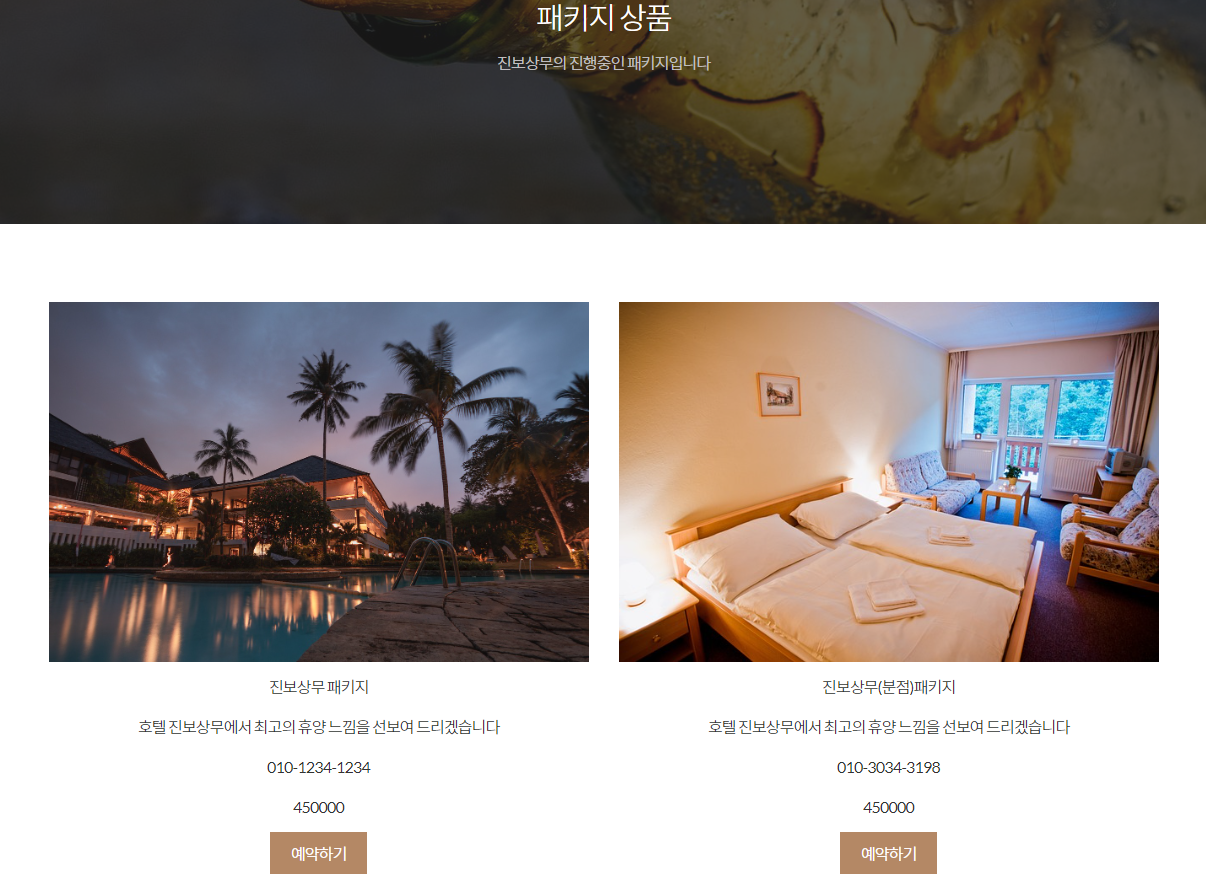 패키지 상품
진보상무의 진행중인 패키지입니다
진보상무 패키지
호텔 진보상무에서 최고의 휴양 느낌을 선보여 드리겠습니다
010-1234-1234
450000
예약하기
진보상무(분점)패키지
호텔 진보상무에서 최고의 휴양 느낌을 선보여 드리겠습니다
010-3034-3198
450000
예약하기